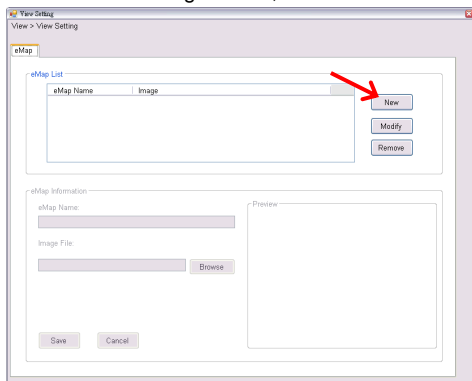 View Setting
View > View Setting
eMap
eMap List
eMap Name Image
New
Modify
Remove
eMap Information
eMap Name:
Preview
Image File:
Browse
Save Cancel